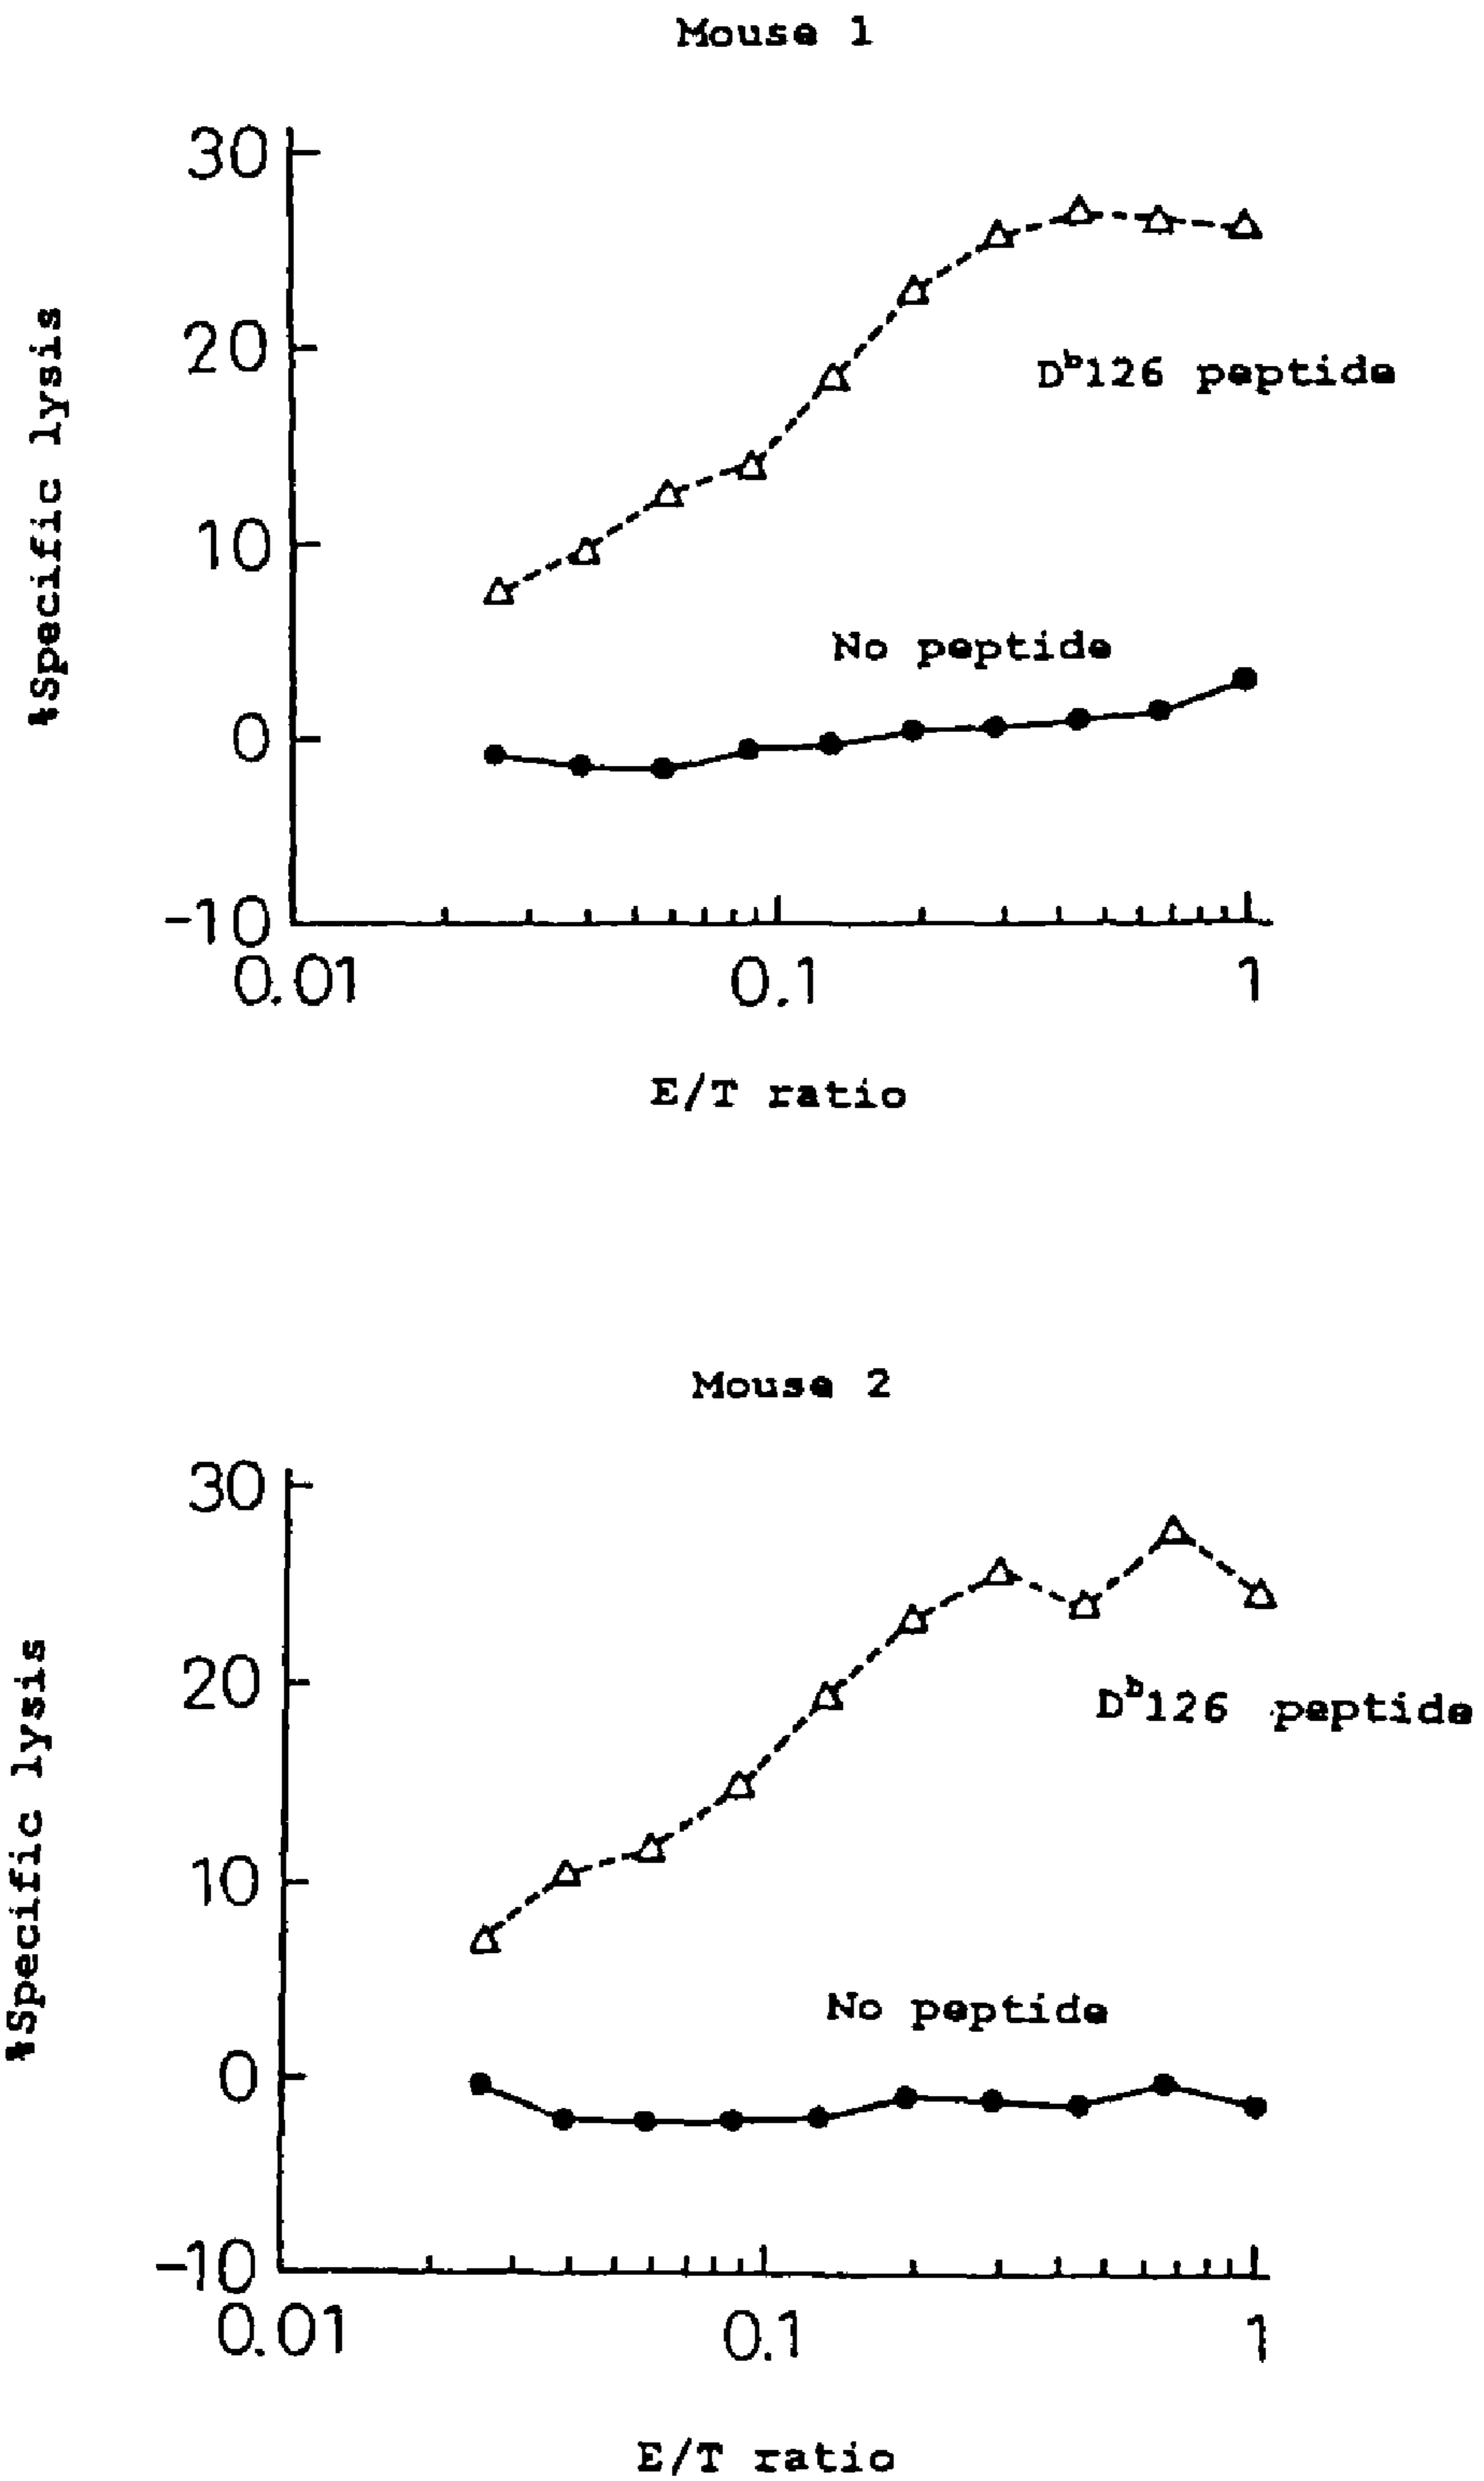 Mouse 1
30
20
10
0
-10
%Specific lysis
D^b126 peptide
No peptide
0.01 0.1 1
E/T ratio
Mouse 2
30
20
10
0
-10
%Specific lysis
D^b126 peptide
No peptide
0.01 0.1 1
E/T ratio